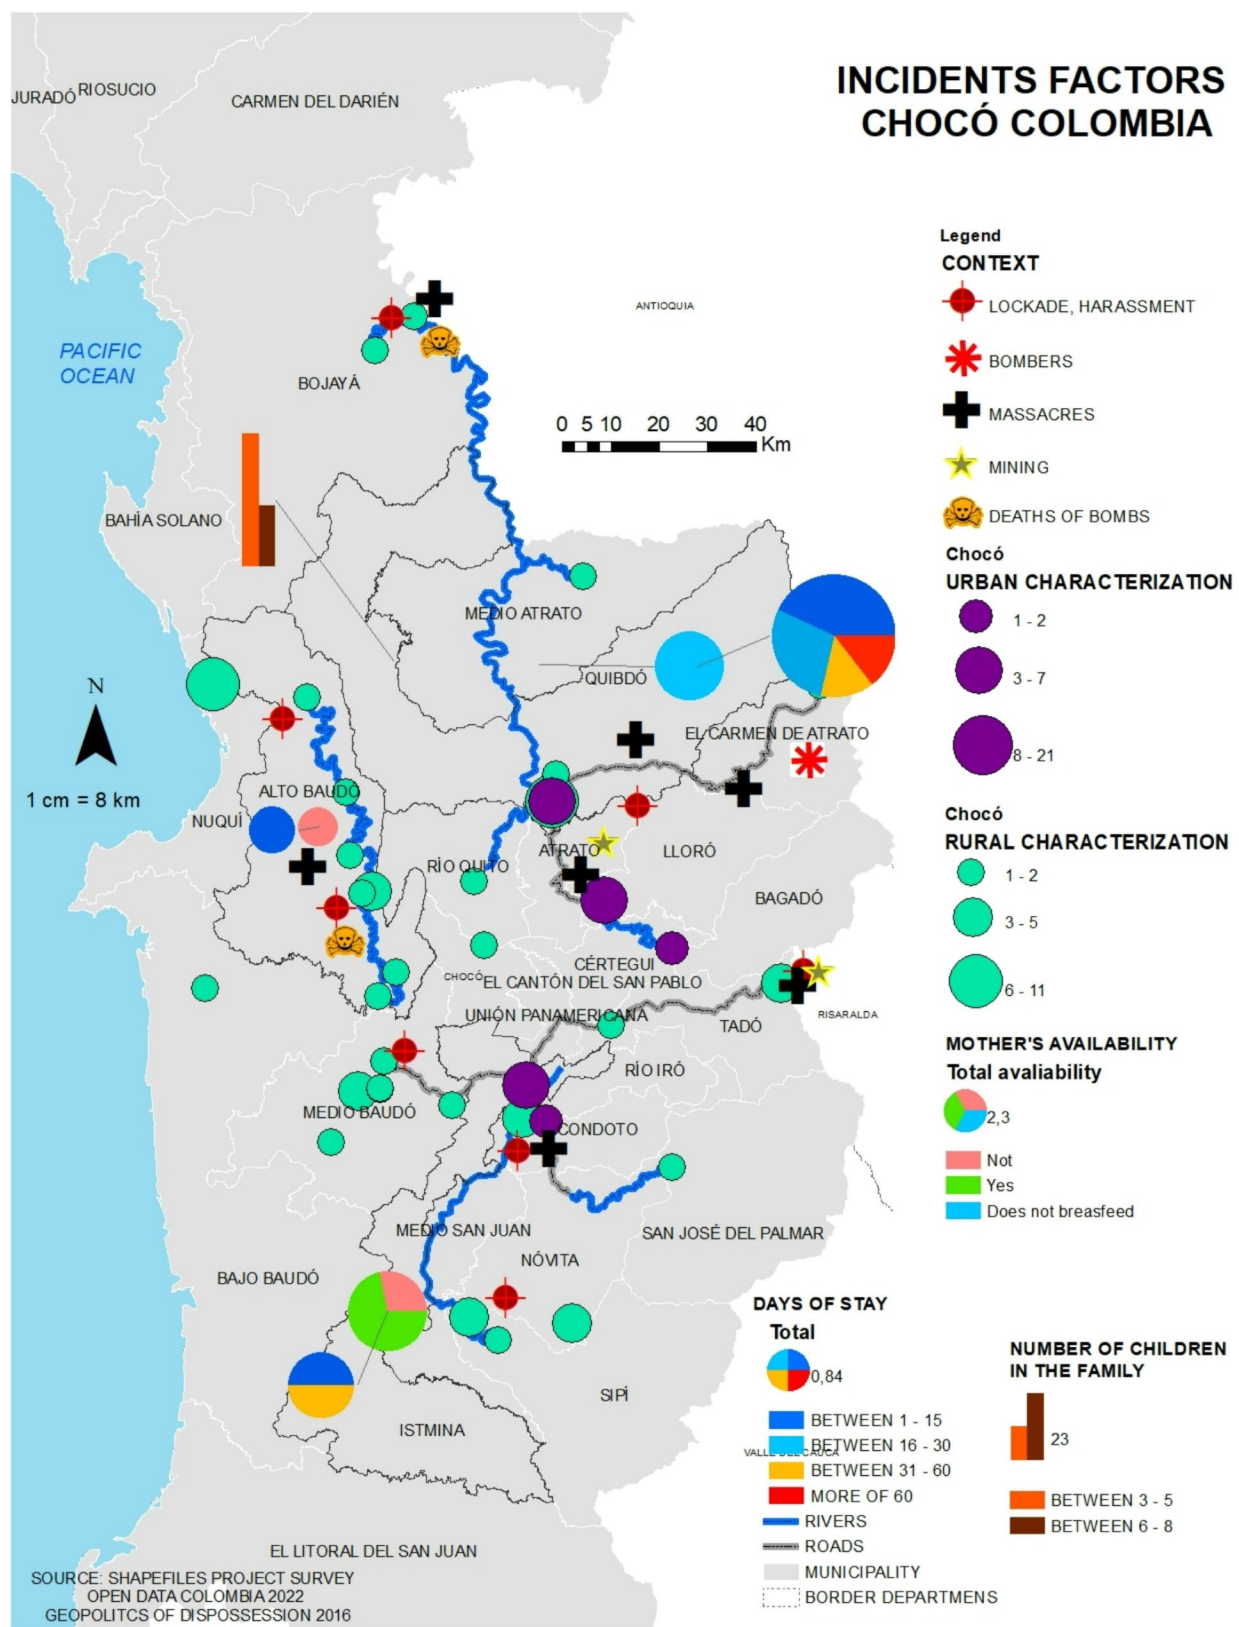 INCIDENTS FACTORS
CHOCÓ COLOMBIA
JURADÓ
RIOSUCIO
CARMEN DEL DARIÉN
PACIFIC
OCEAN
ANTIOQUIA
BOJAYÁ
0 5 10 20 30 40
Km
BAHÍA SOLANO
MEDIO ATRATO
QUIBDÓ
EL CARMEN DE ATRATO
N
1 cm = 8 km
ALTO BAUDÓ
NUQUÍ
RÍO QUITO
ATRATO
LLORÓ
BAGADÓ
CÉRTEGUI
CHOCÓ
EL CANTÓN DEL SAN PABLO
UNIÓN PANAMERICANA
TADÓ
RISARALDA
RÍO IRÓ
MEDIO BAUDÓ
CONDOTO
MEDIO SAN JUAN
SAN JOSÉ DEL PALMAR
NÓVITA
BAJO BAUDÓ
SIPÍ
ISTMINA
VALLE DEL CAUCA
EL LITORAL DEL SAN JUAN
SOURCE: SHAPEFILES PROJECT SURVEY
OPEN DATA COLOMBIA 2022
GEOPOLITCS OF DISPOSSESSION 2016
Legend
CONTEXT
LOCKADE, HARASSMENT
BOMBERS
MASSACRES
MINING
DEATHS OF BOMBS
Chocó
URBAN CHARACTERIZATION
1 - 2
3 - 7
8 - 21
Chocó
RURAL CHARACTERIZATION
1 - 2
3 - 5
6 - 11
MOTHER'S AVAILABILITY
Total avaliability
2,3
Not
Yes
Does not breasfeed
DAYS OF STAY
Total
0,84
BETWEEN 1 - 15
BETWEEN 16 - 30
BETWEEN 31 - 60
MORE OF 60
RIVERS
ROADS
MUNICIPALITY
BORDER DEPARTMENS
NUMBER OF CHILDREN
IN THE FAMILY
23
BETWEEN 3 - 5
BETWEEN 6 - 8